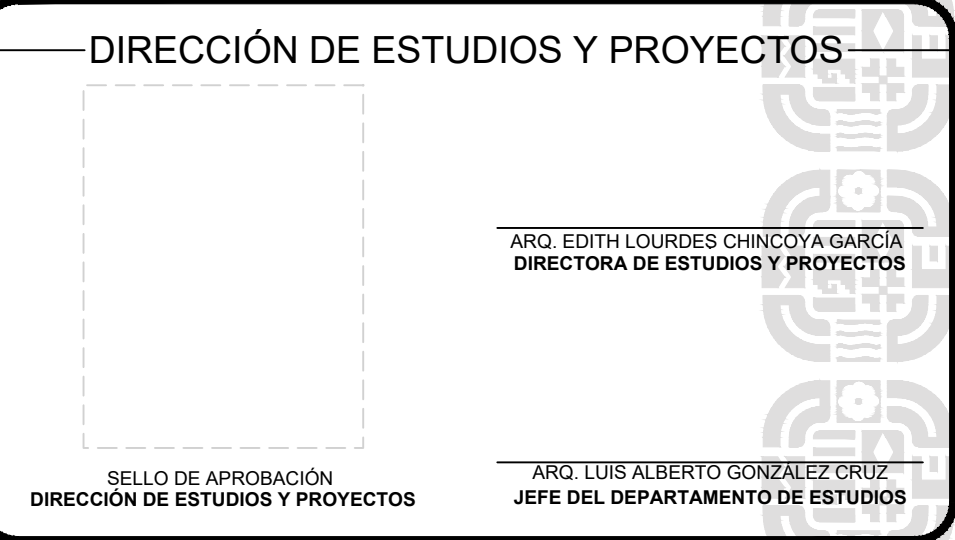 DIRECCIÓN DE ESTUDIOS Y PROYECTOS
ARQ. EDITH LOURDES CHINCOYA GARCÍA
DIRECTORA DE ESTUDIOS Y PROYECTOS
SELLO DE APROBACIÓN
DIRECCIÓN DE ESTUDIOS Y PROYECTOS
ARQ. LUIS ALBERTO GONZÁLEZ CRUZ
JEFE DEL DEPARTAMENTO DE ESTUDIOS